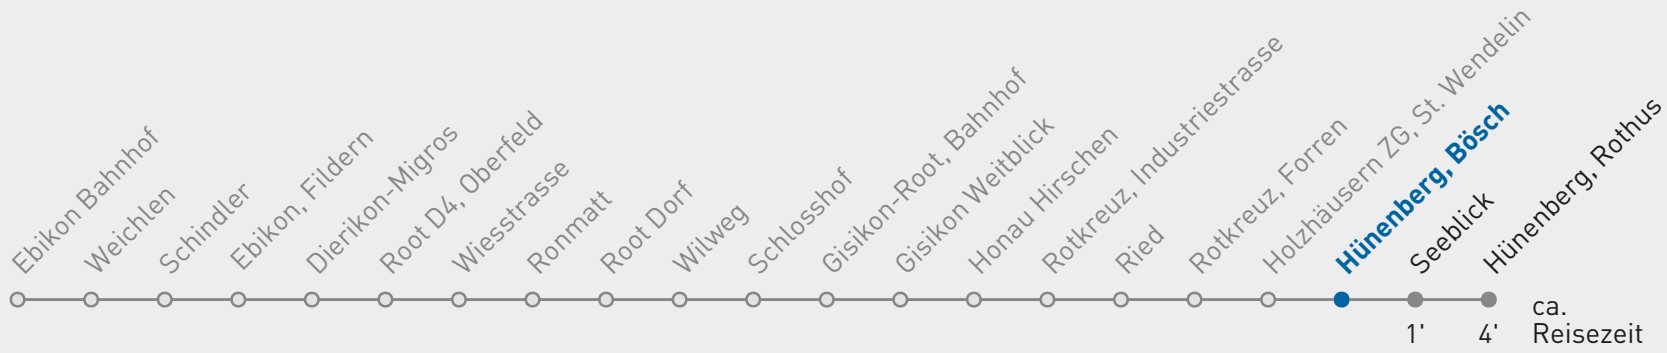 Ebikon Bahnhof
Weichlen
Schindler
Ebikon, Fildern
Dierikon-Migros
Root D4, Oberfeld
Wiesstrasse
Ronmatt
Root Dorf
Wilweg
Schlosshof
Gisikon-Root, Bahnhof
Gisikon Weitblick
Honau Hirschen
Rotkreuz, Industriestrasse
Ried
Rotkreuz, Forren
Holzhäusern ZG, St. Wendelin
Hünenberg, Bösch
Seeblick
Hünenberg, Rothus
ca.
1' 4' Reisezeit